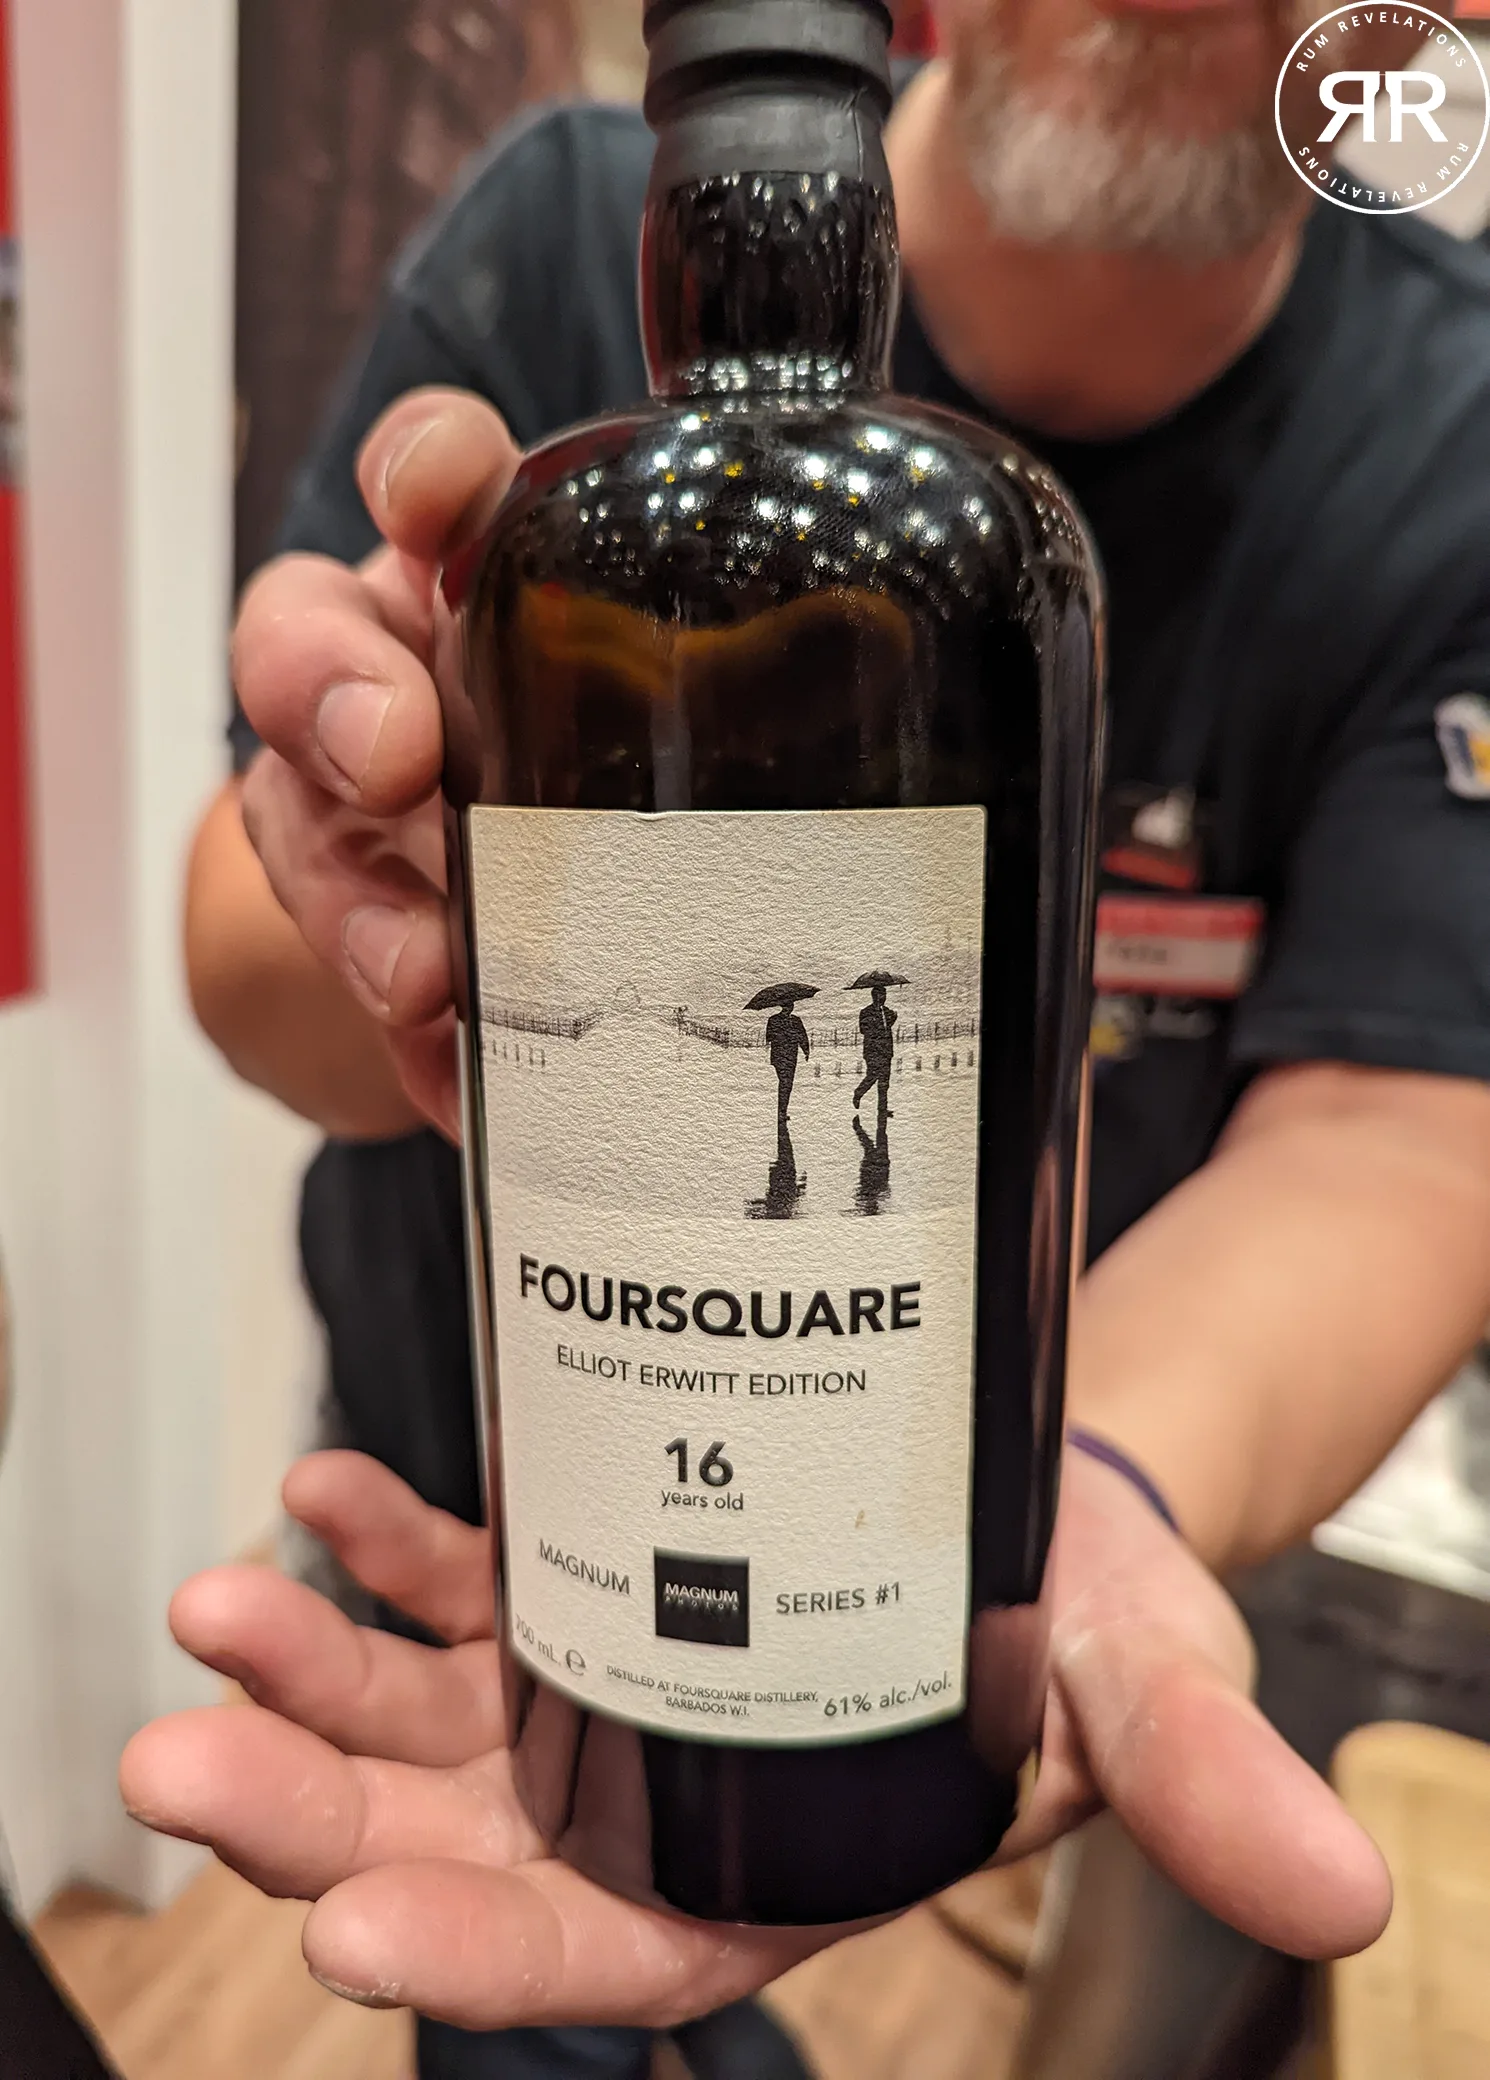 RUM REVELATIONS
RR
RUM REVELATIONS
FOURSQUARE
ELLIOT ERWITT EDITION
16
years old
MAGNUM
MAGNUM
PHOTOS
SERIES #1
700 mL. e
DISTILLED AT FOURSQUARE DISTILLERY,
BARBADOS W.I.
61% alc./vol.